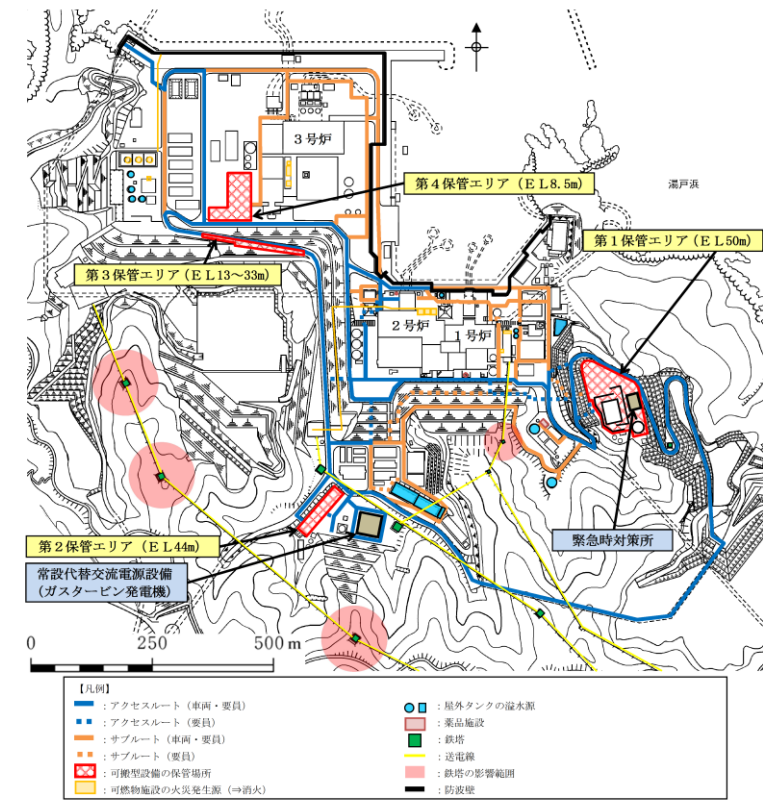 3号炉
第4保管エリア(EL8.5m)
湯戸浜
第1保管エリア(EL50m)
第3保管エリア(EL13~33m)
2号炉
1号炉
第2保管エリア(EL44m)
緊急時対策所
常設代替交流電源設備
(ガスタービン発電機)
0 250 500m
【凡例】
:アクセスルート(車両・要員)
:アクセスルート(要員)
:サブルート(車両・要員)
:サブルート(要員)
:可搬型設備の保管場所
:可燃物施設の火災発生源(⇒消火)
:屋外タンクの溢水源
:薬品施設
:鉄塔
:送電線
:鉄塔の影響範囲
:防波壁